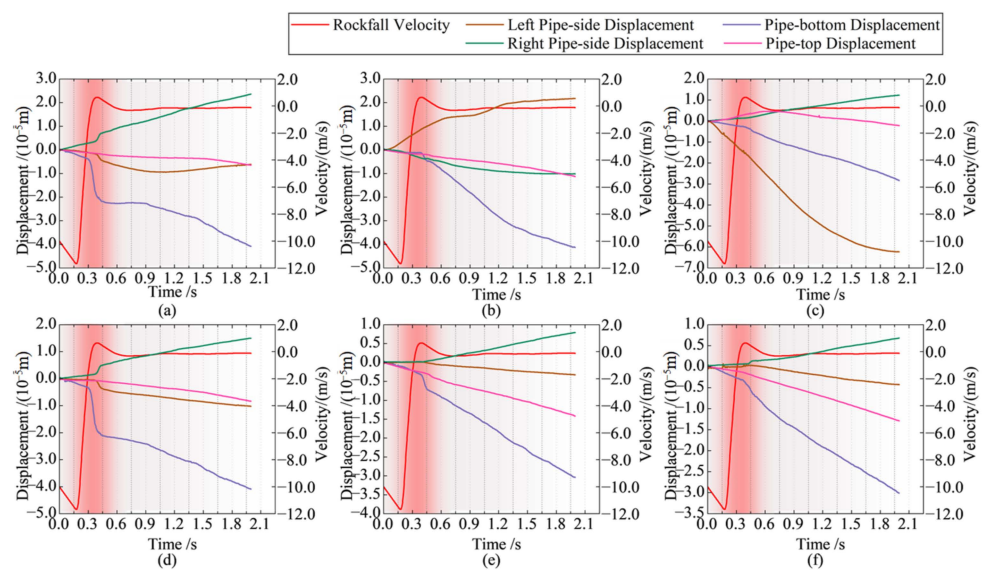 Rockfall Velocity Left Pipe-side Displacement Pipe-bottom Displacement
Right Pipe-side Displacement Pipe-top Displacement
3.0 2.0 1.0 0.0 −1.0 −2.0 −3.0 −4.0 −5.0
Displacement /(10⁻⁵m)
2.0 0.0 −2.0 −4.0 −6.0 −8.0 −10.0 −12.0
Velocity/(m/s)
0.0 0.3 0.6 0.9 1.2 1.5 1.8 2.1
Time /s
(a)
3.0 2.0 1.0 0.0 −1.0 −2.0 −3.0 −4.0 −5.0
Displacement /(10⁻⁵m)
2.0 0.0 −2.0 −4.0 −6.0 −8.0 −10.0 −12.0
Velocity/(m/s)
0.0 0.3 0.6 0.9 1.2 1.5 1.8 2.1
Time /s
(b)
2.0 1.0 0.0 −1.0 −2.0 −3.0 −4.0 −5.0 −6.0 −7.0
Displacement /(10⁻⁵m)
2.0 0.0 −2.0 −4.0 −6.0 −8.0 −10.0 −12.0
Velocity/(m/s)
0.0 0.3 0.6 0.9 1.2 1.5 1.8 2.1
Time /s
(c)
2.0 1.0 0.0 −1.0 −2.0 −3.0 −4.0 −5.0
Displacement /(10⁻⁵m)
2.0 0.0 −2.0 −4.0 −6.0 −8.0 −10.0 −12.0
Velocity/(m/s)
0.0 0.3 0.6 0.9 1.2 1.5 1.8 2.1
Time /s
(d)
1.0 0.5 0.0 −0.5 −1.0 −1.5 −2.0 −2.5 −3.0 −3.5 −4.0
Displacement /(10⁻⁵m)
2.0 0.0 −2.0 −4.0 −6.0 −8.0 −10.0 −12.0
Velocity/(m/s)
0.0 0.3 0.6 0.9 1.2 1.5 1.8 2.1
Time /s
(e)
1.0 0.5 0.0 −0.5 −1.0 −1.5 −2.0 −2.5 −3.0 −3.5
Displacement /(10⁻⁵m)
2.0 0.0 −2.0 −4.0 −6.0 −8.0 −10.0 −12.0
Velocity/(m/s)
0.0 0.3 0.6 0.9 1.2 1.5 1.8 2.1
Time /s
(f)